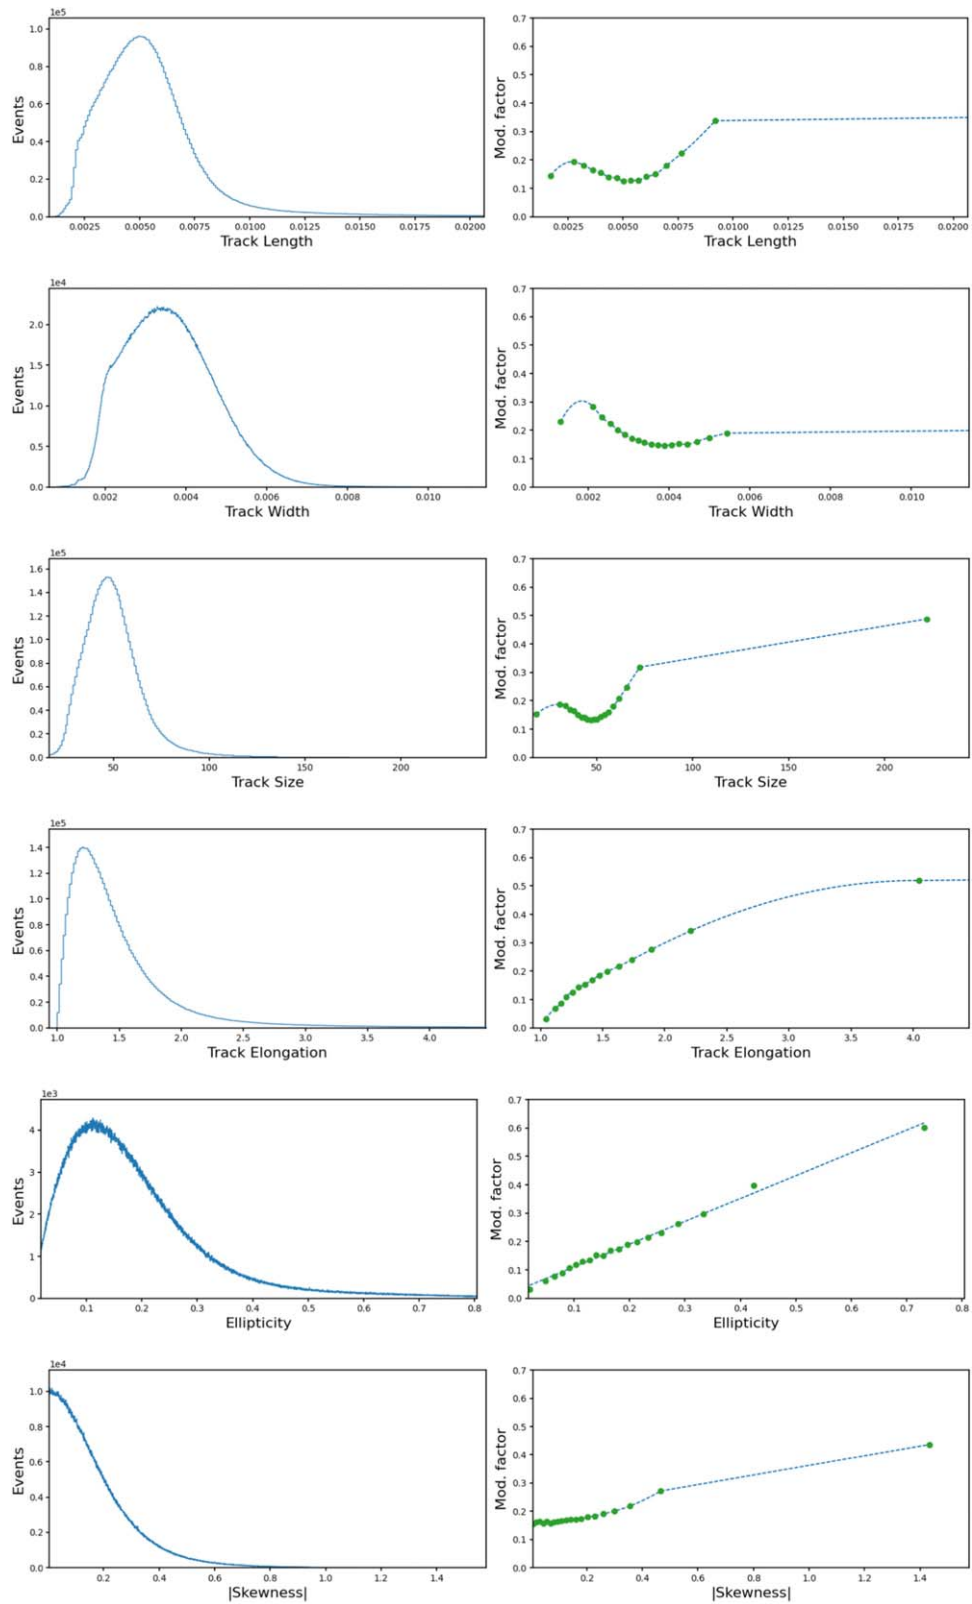 1e5
Events
1.0
0.8
0.6
0.4
0.2
0.0
0.0025 0.0050 0.0075 0.0100 0.0125 0.0150 0.0175 0.0200
Track Length
Mod. factor
0.7
0.6
0.5
0.4
0.3
0.2
0.1
0.0
0.0025 0.0050 0.0075 0.0100 0.0125 0.0150 0.0175 0.0200
Track Length
1e4
Events
2.0
1.5
1.0
0.5
0.0
0.002 0.004 0.006 0.008 0.010
Track Width
Mod. factor
0.7
0.6
0.5
0.4
0.3
0.2
0.1
0.0
0.002 0.004 0.006 0.008 0.010
Track Width
1e5
Events
1.6
1.4
1.2
1.0
0.8
0.6
0.4
0.2
0.0
50 100 150 200
Track Size
Mod. factor
0.7
0.6
0.5
0.4
0.3
0.2
0.1
0.0
50 100 150 200
Track Size
1e5
Events
1.4
1.2
1.0
0.8
0.6
0.4
0.2
0.0
1.0 1.5 2.0 2.5 3.0 3.5 4.0
Track Elongation
Mod. factor
0.7
0.6
0.5
0.4
0.3
0.2
0.1
0.0
1.0 1.5 2.0 2.5 3.0 3.5 4.0
Track Elongation
1e3
Events
4
3
2
1
0
0.1 0.2 0.3 0.4 0.5 0.6 0.7 0.8
Ellipticity
Mod. factor
0.7
0.6
0.5
0.4
0.3
0.2
0.1
0.0
0.1 0.2 0.3 0.4 0.5 0.6 0.7 0.8
Ellipticity
1e4
Events
1.0
0.8
0.6
0.4
0.2
0.0
0.2 0.4 0.6 0.8 1.0 1.2 1.4
|Skewness|
Mod. factor
0.7
0.6
0.5
0.4
0.3
0.2
0.1
0.0
0.2 0.4 0.6 0.8 1.0 1.2 1.4
|Skewness|